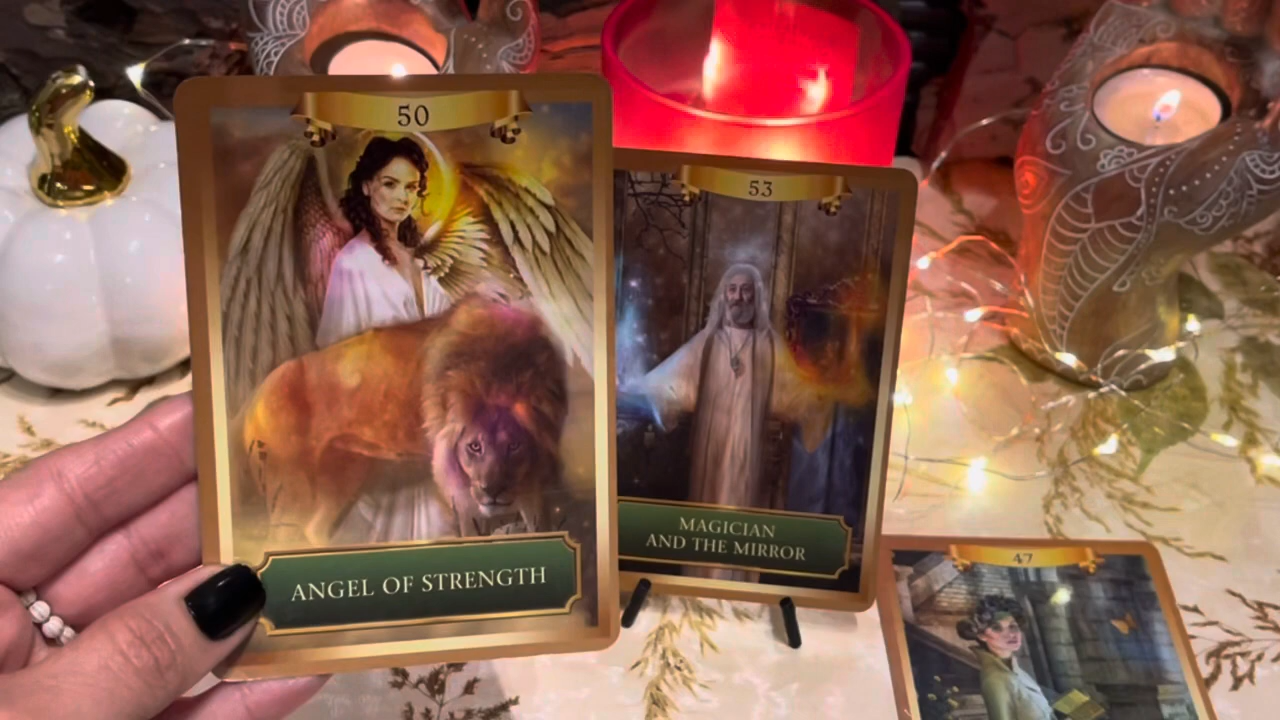 50
ANGEL OF STRENGTH
53
MAGICIAN
AND THE MIRROR
47